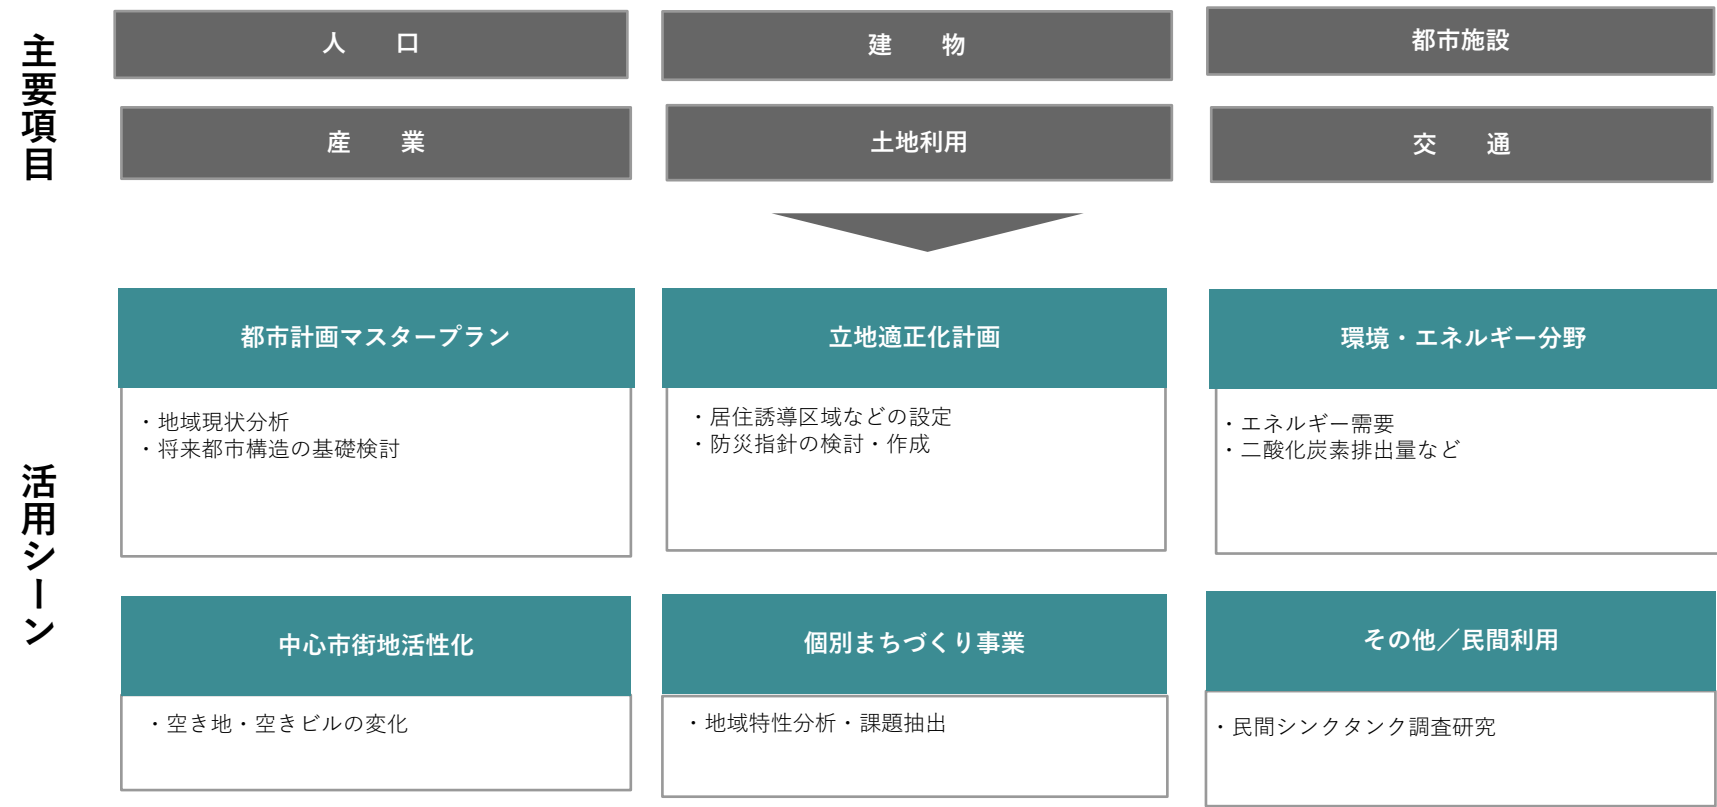 主要項目
人　口
建　物
都市施設
産　業
土地利用
交　通
活用シーン
都市計画マスタープラン
・地域現状分析
・将来都市構造の基礎検討
立地適正化計画
・居住誘導区域などの設定
・防災指針の検討・作成
環境・エネルギー分野
・エネルギー需要
・二酸化炭素排出量など
中心市街地活性化
・空き地・空きビルの変化
個別まちづくり事業
・地域特性分析・課題抽出
その他／民間利用
・民間シンクタンク調査研究